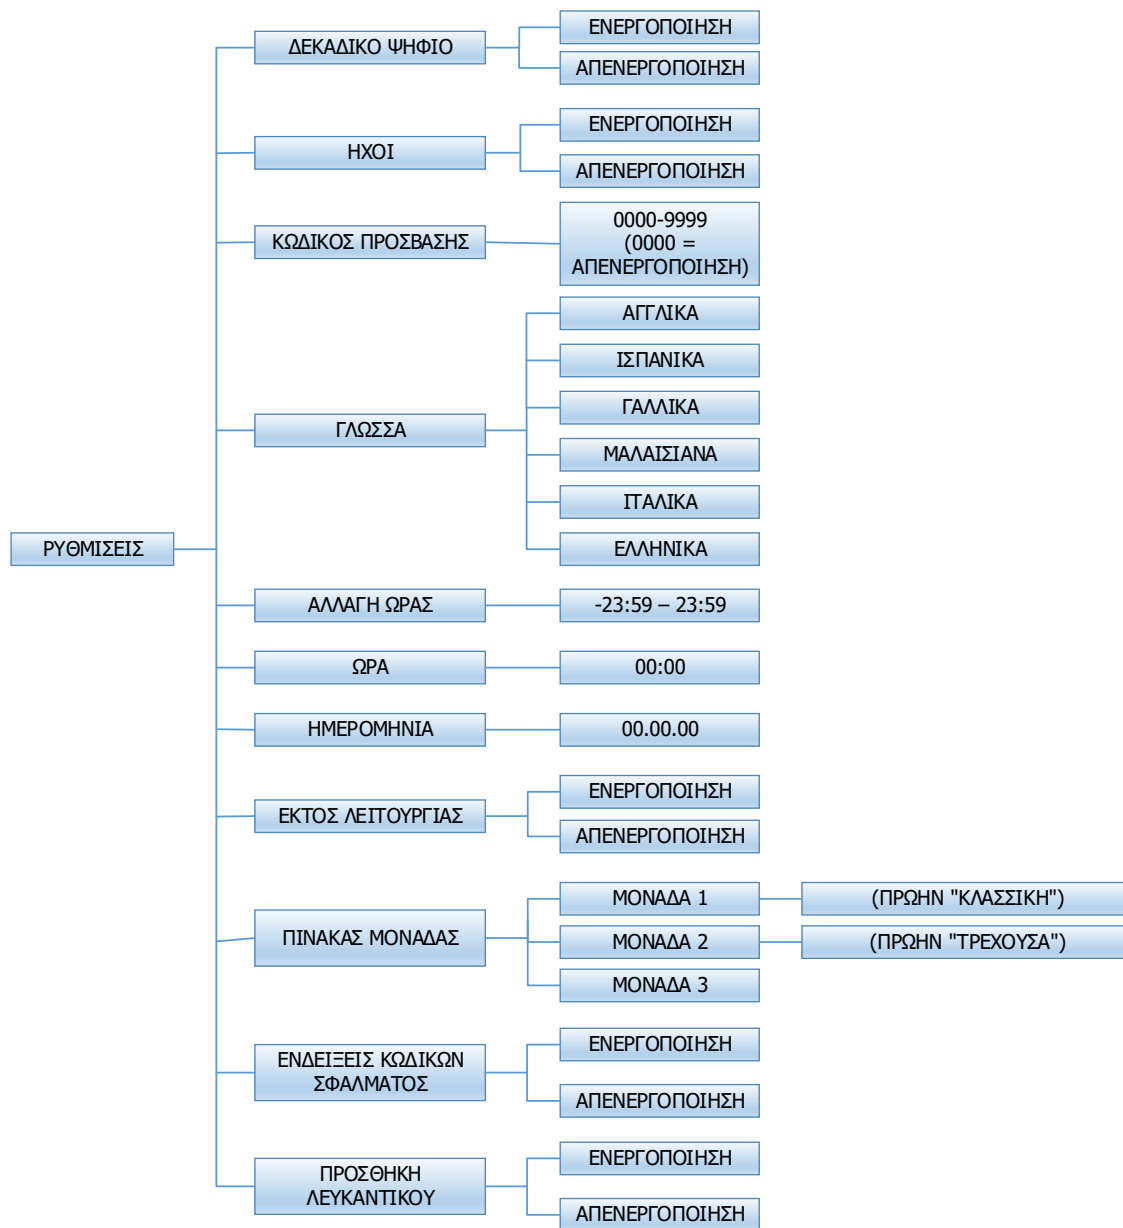 ΡΥΘΜΙΣΕΙΣ
ΔΕΚΑΔΙΚΟ ΨΗΦΙΟ
ΕΝΕΡΓΟΠΟΙΗΣΗ
ΑΠΕΝΕΡΓΟΠΟΙΗΣΗ
ΗΧΟΙ
ΕΝΕΡΓΟΠΟΙΗΣΗ
ΑΠΕΝΕΡΓΟΠΟΙΗΣΗ
ΚΩΔΙΚΟΣ ΠΡΟΣΒΑΣΗΣ
0000-9999
(0000 =
ΑΠΕΝΕΡΓΟΠΟΙΗΣΗ)
ΓΛΩΣΣΑ
ΑΓΓΛΙΚΑ
ΙΣΠΑΝΙΚΑ
ΓΑΛΛΙΚΑ
ΜΑΛΑΙΣΙΑΝΑ
ΙΤΑΛΙΚΑ
ΕΛΛΗΝΙΚΑ
ΑΛΛΑΓΗ ΩΡΑΣ
-23:59 – 23:59
ΩΡΑ
00:00
ΗΜΕΡΟΜΗΝΙΑ
00.00.00
ΕΚΤΟΣ ΛΕΙΤΟΥΡΓΙΑΣ
ΕΝΕΡΓΟΠΟΙΗΣΗ
ΑΠΕΝΕΡΓΟΠΟΙΗΣΗ
ΠΙΝΑΚΑΣ ΜΟΝΑΔΑΣ
ΜΟΝΑΔΑ 1
(ΠΡΩΗΝ "ΚΛΑΣΣΙΚΗ")
ΜΟΝΑΔΑ 2
(ΠΡΩΗΝ "ΤΡΕΧΟΥΣΑ")
ΜΟΝΑΔΑ 3
ΕΝΔΕΙΞΕΙΣ ΚΩΔΙΚΩΝ
ΣΦΑΛΜΑΤΟΣ
ΕΝΕΡΓΟΠΟΙΗΣΗ
ΑΠΕΝΕΡΓΟΠΟΙΗΣΗ
ΠΡΟΣΘΗΚΗ
ΛΕΥΚΑΝΤΙΚΟΥ
ΕΝΕΡΓΟΠΟΙΗΣΗ
ΑΠΕΝΕΡΓΟΠΟΙΗΣΗ